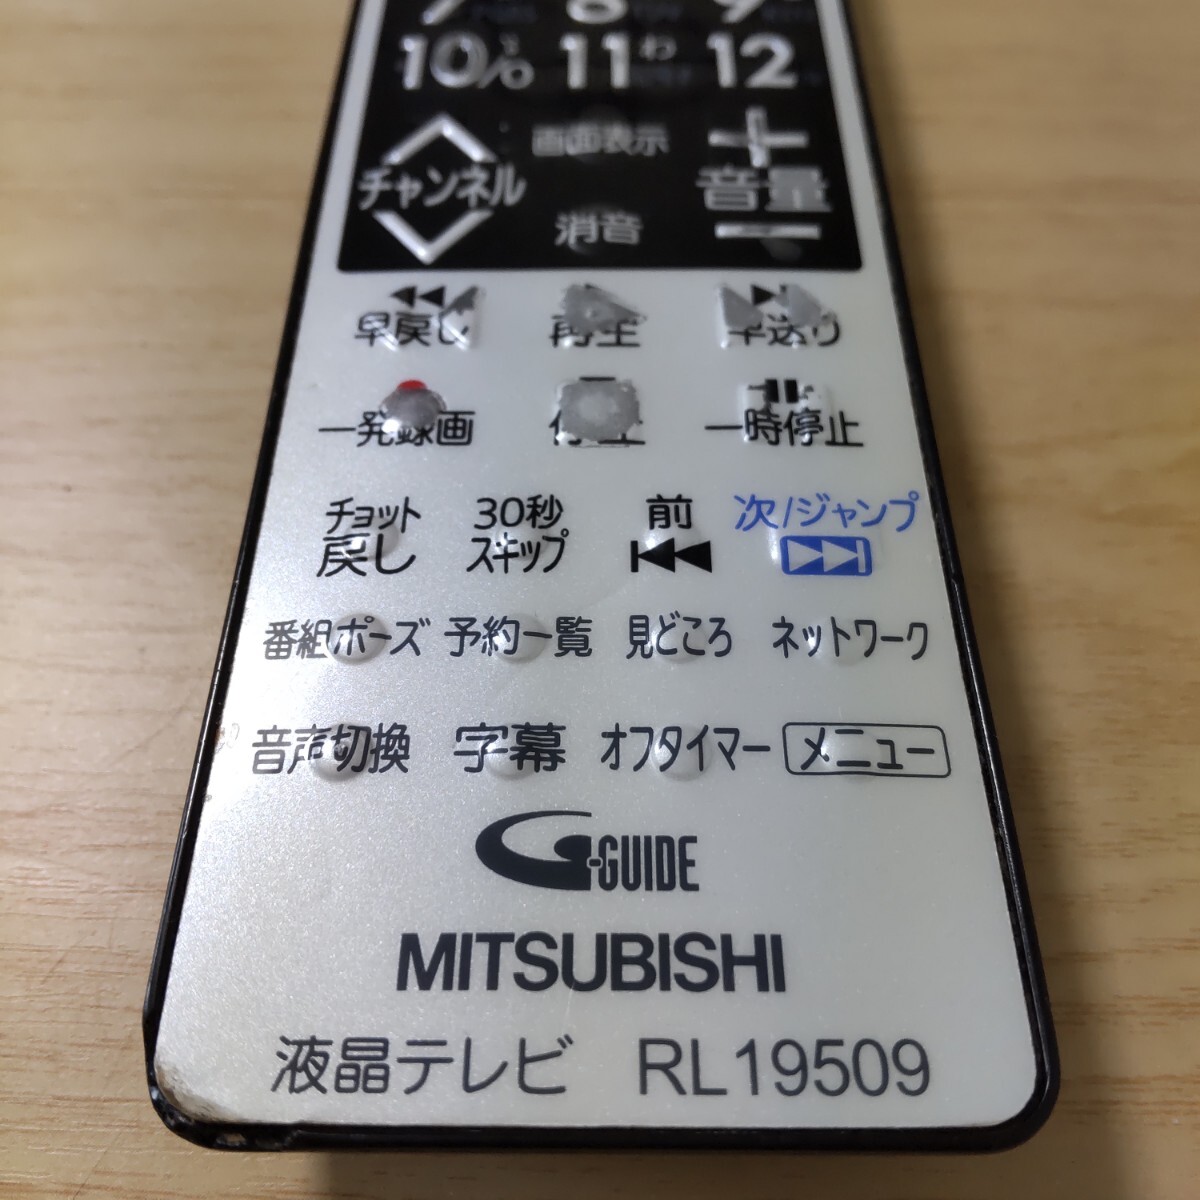 7 8 9
10/0 11 わ 12
チャンネル 画面表示 + 音量 −
消音
早戻し 再生 早送り
一発録画 停止 一時停止
チョット戻し 30秒スキップ 前 次/ジャンプ
番組ポーズ 予約一覧 見どころ ネットワーク
音声切換 字幕 オフタイマー メニュー
G-GUIDE
MITSUBISHI
液晶テレビ RL19509